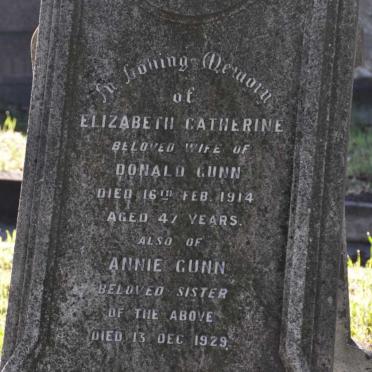 In Loving Memory
of
ELIZABETH CATHERINE
BELOVED WIFE OF
DONALD GUNN
DIED 16TH FEB. 1914
AGED 47 YEARS.
ALSO OF
ANNIE GUNN
BELOVED SISTER
OF THE ABOVE
DIED 13 DEC 1929.